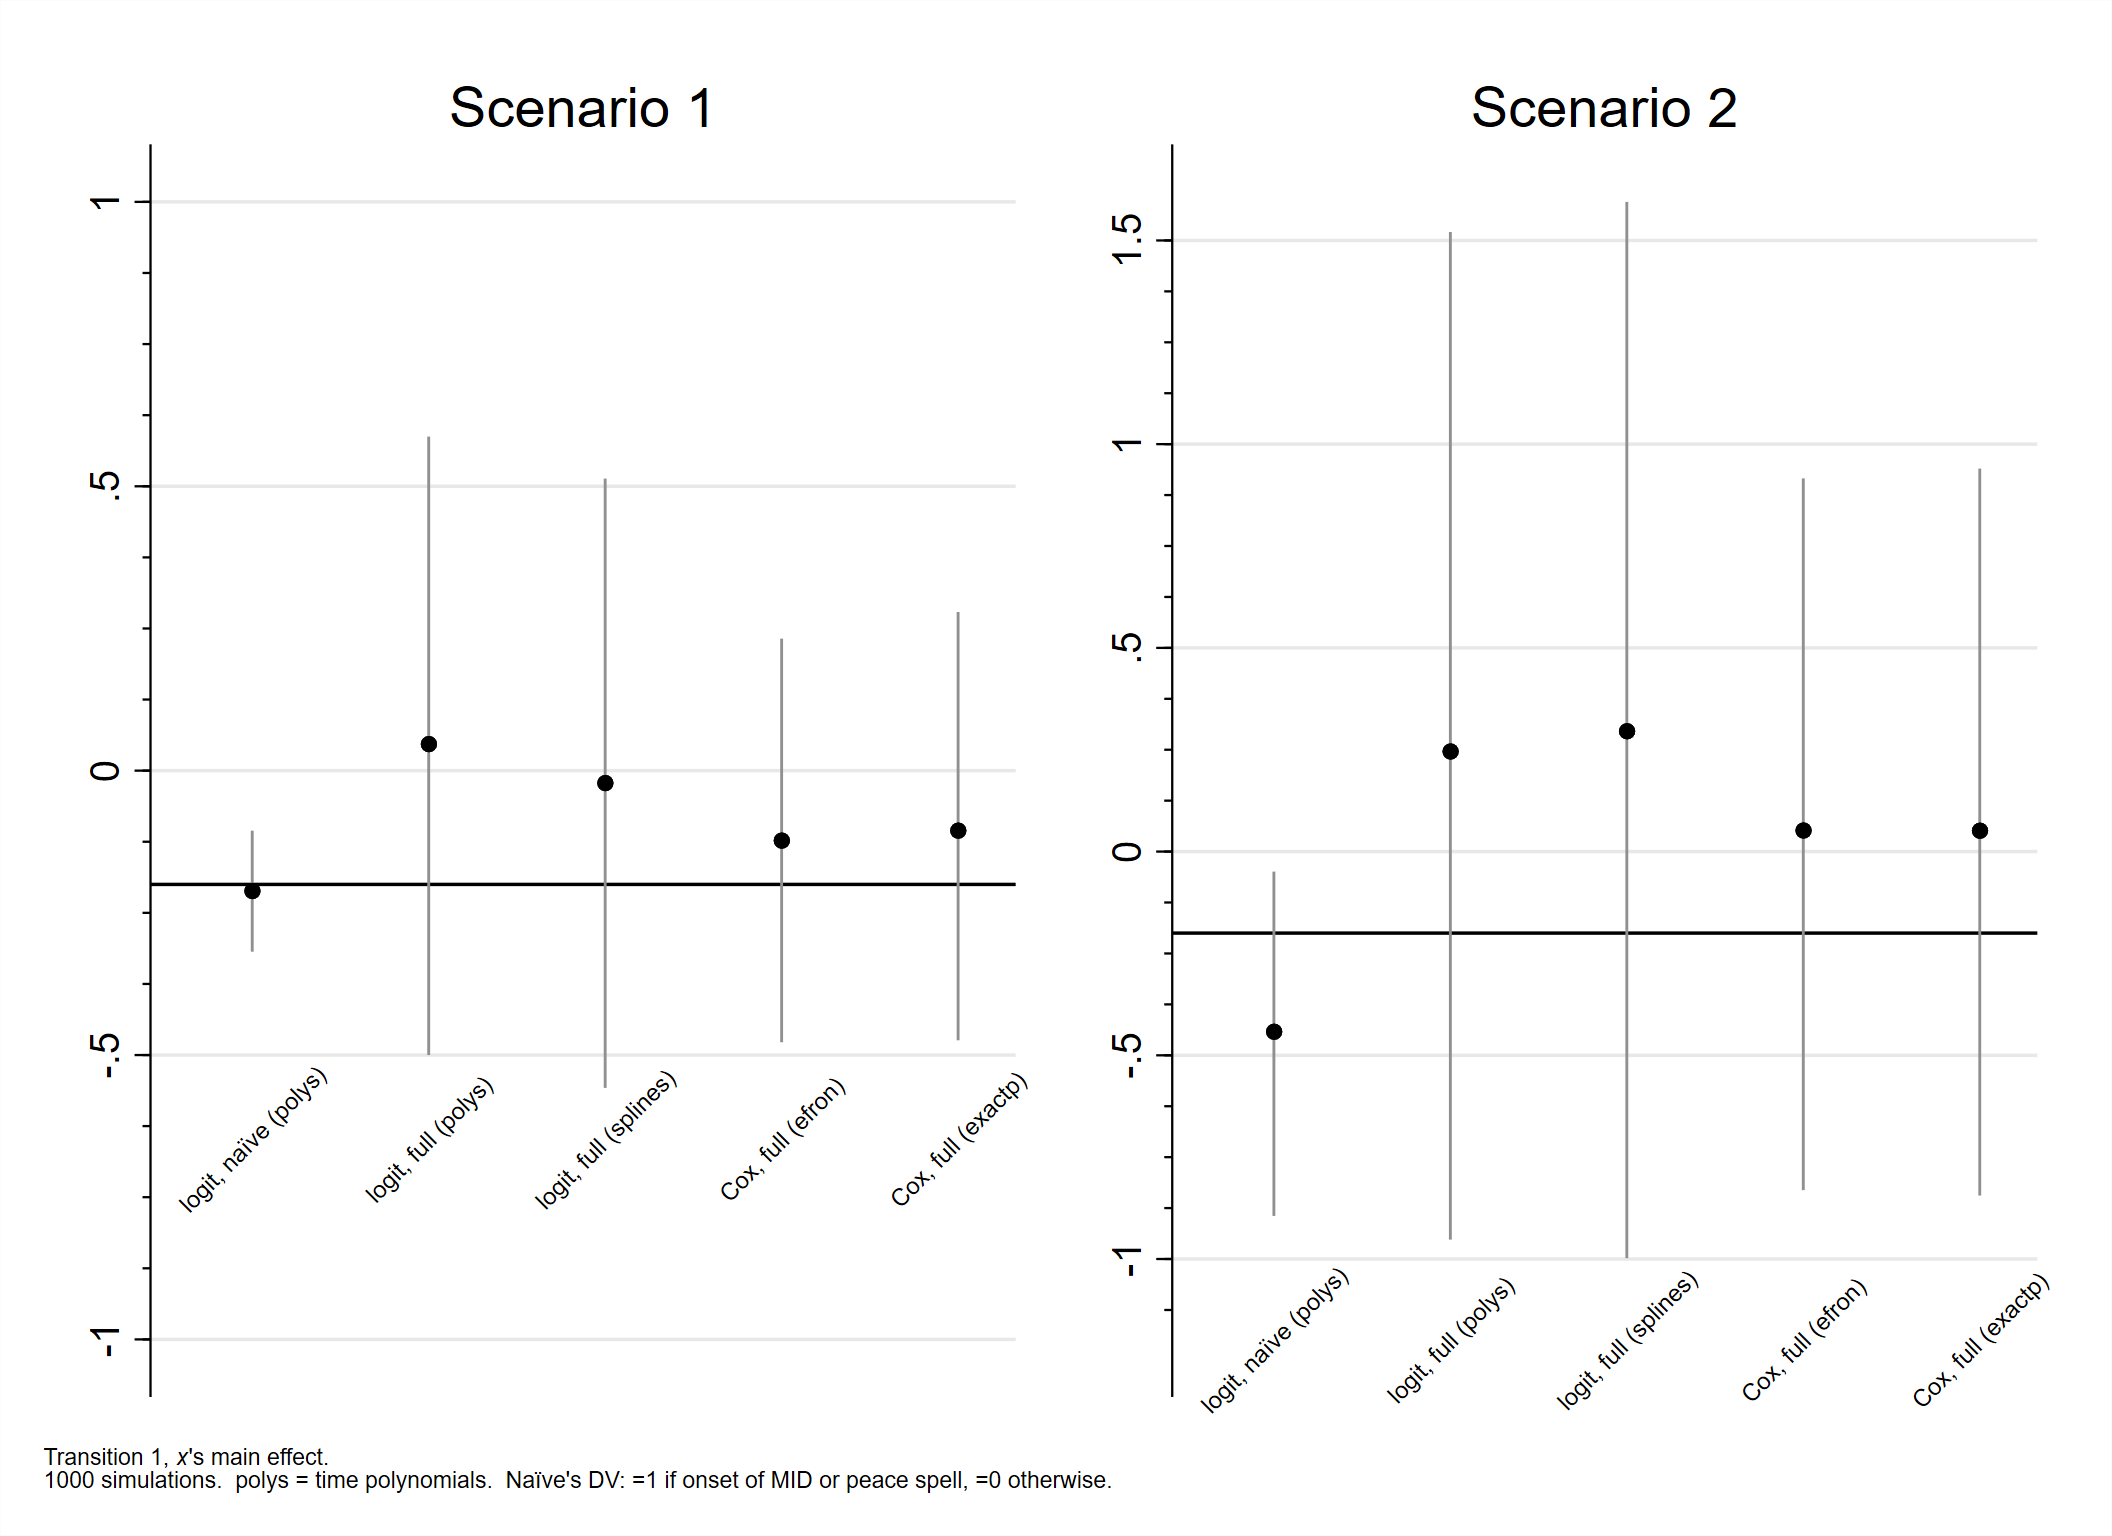 Scenario 1
1
.5
0
-.5
-1
logit, naïve (polys)
logit, full (polys)
logit, full (splines)
Cox, full (efron)
Cox, full (exactp)
Scenario 2
1.5
1
.5
0
-.5
-1
logit, naïve (polys)
logit, full (polys)
logit, full (splines)
Cox, full (efron)
Cox, full (exactp)
Transition 1, x's main effect.
1000 simulations.  polys = time polynomials.  Naïve's DV: =1 if onset of MID or peace spell, =0 otherwise.